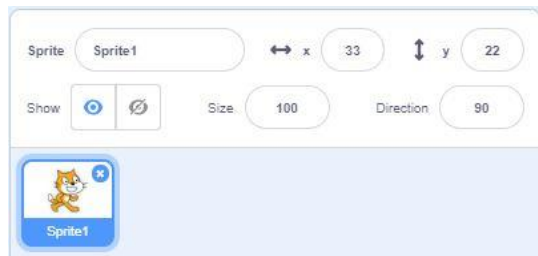 Sprite Sprite1 x 33 y 22
Show Size 100 Direction 90
Sprite1